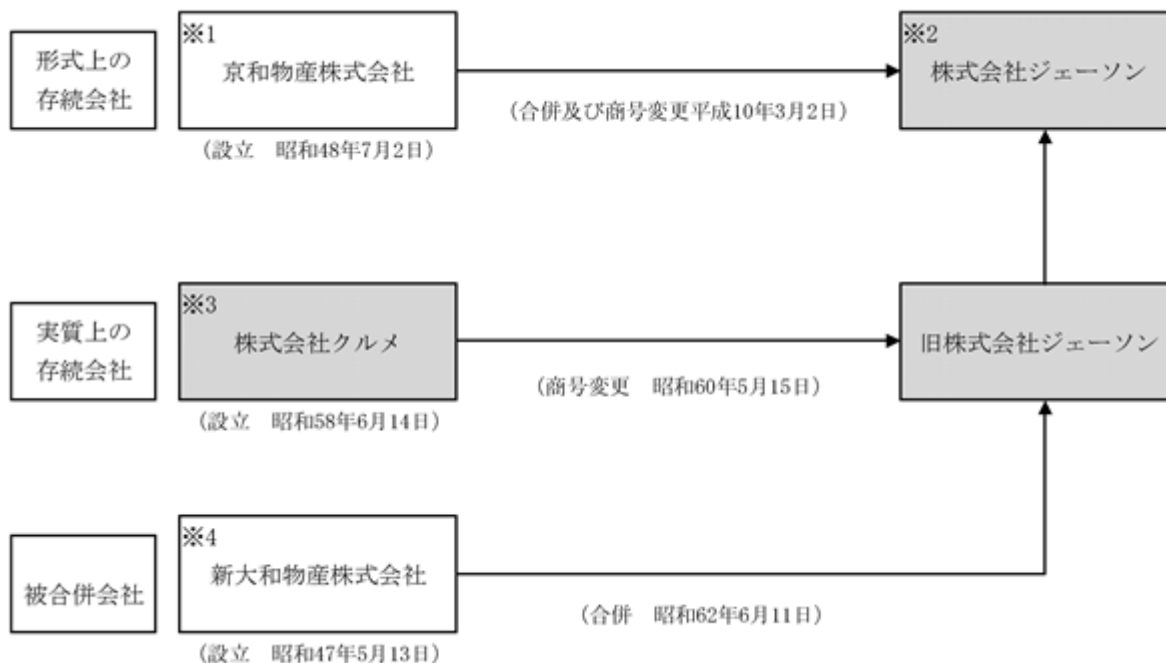 形式上の
存続会社
※1
京和物産株式会社
(設立　昭和48年7月2日)
(合併及び商号変更平成10年3月2日)
※2
株式会社ジェーソン
実質上の
存続会社
※3
株式会社クルメ
(設立　昭和58年6月14日)
(商号変更　昭和60年5月15日)
旧株式会社ジェーソン
被合併会社
※4
新大和物産株式会社
(設立　昭和47年5月13日)
(合併　昭和62年6月11日)